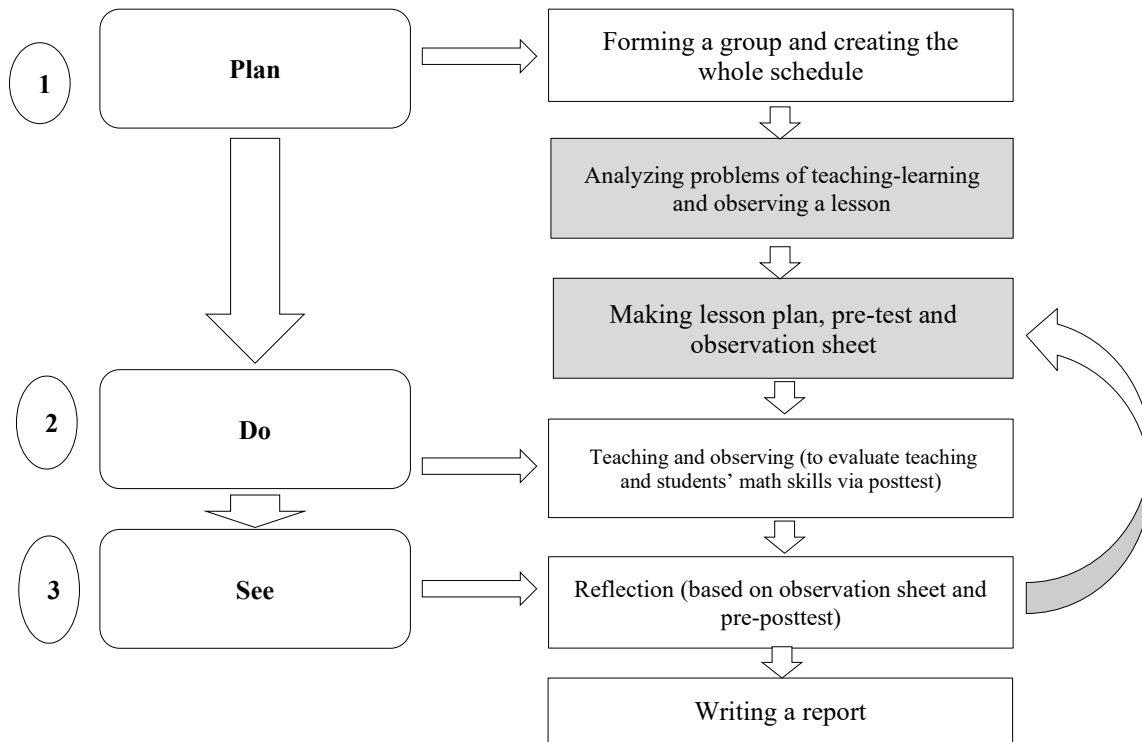 1
Plan
Forming a group and creating the
whole schedule
Analyzing problems of teaching-learning
and observing a lesson
Making lesson plan, pre-test and
observation sheet
2
Do
Teaching and observing (to evaluate teaching
and students’ math skills via posttest)
3
See
Reflection (based on observation sheet and
pre-posttest)
Writing a report